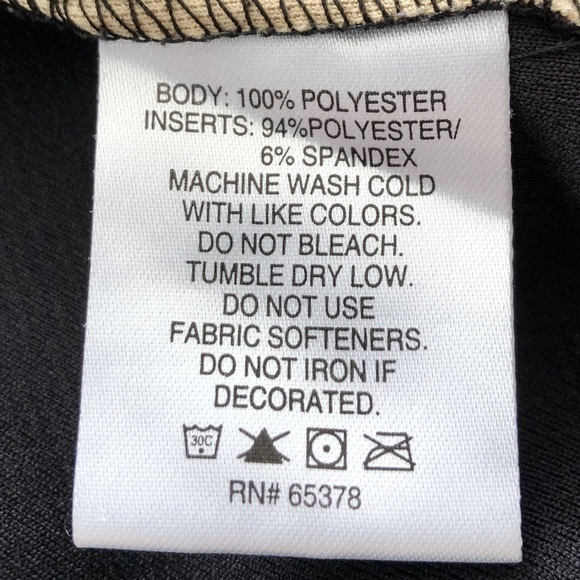 BODY: 100% POLYESTER
INSERTS: 94%POLYESTER/
6% SPANDEX
MACHINE WASH COLD
WITH LIKE COLORS.
DO NOT BLEACH.
TUMBLE DRY LOW.
DO NOT USE
FABRIC SOFTENERS.
DO NOT IRON IF
DECORATED.
30C
RN# 65378